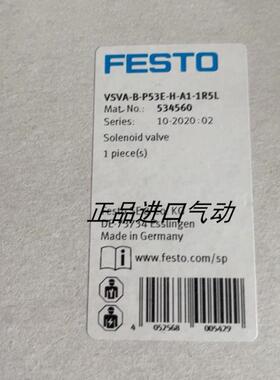 FESTO
VSVA-B-P53E-H-A1-1R5L
Mat. No.: 534560
Series: 10-2020:02
Solenoid valve
1 piece(s)
正品进口气动
DE-73734 Esslingen
Made in Germany
www.festo.com/sp
4 052568 005429